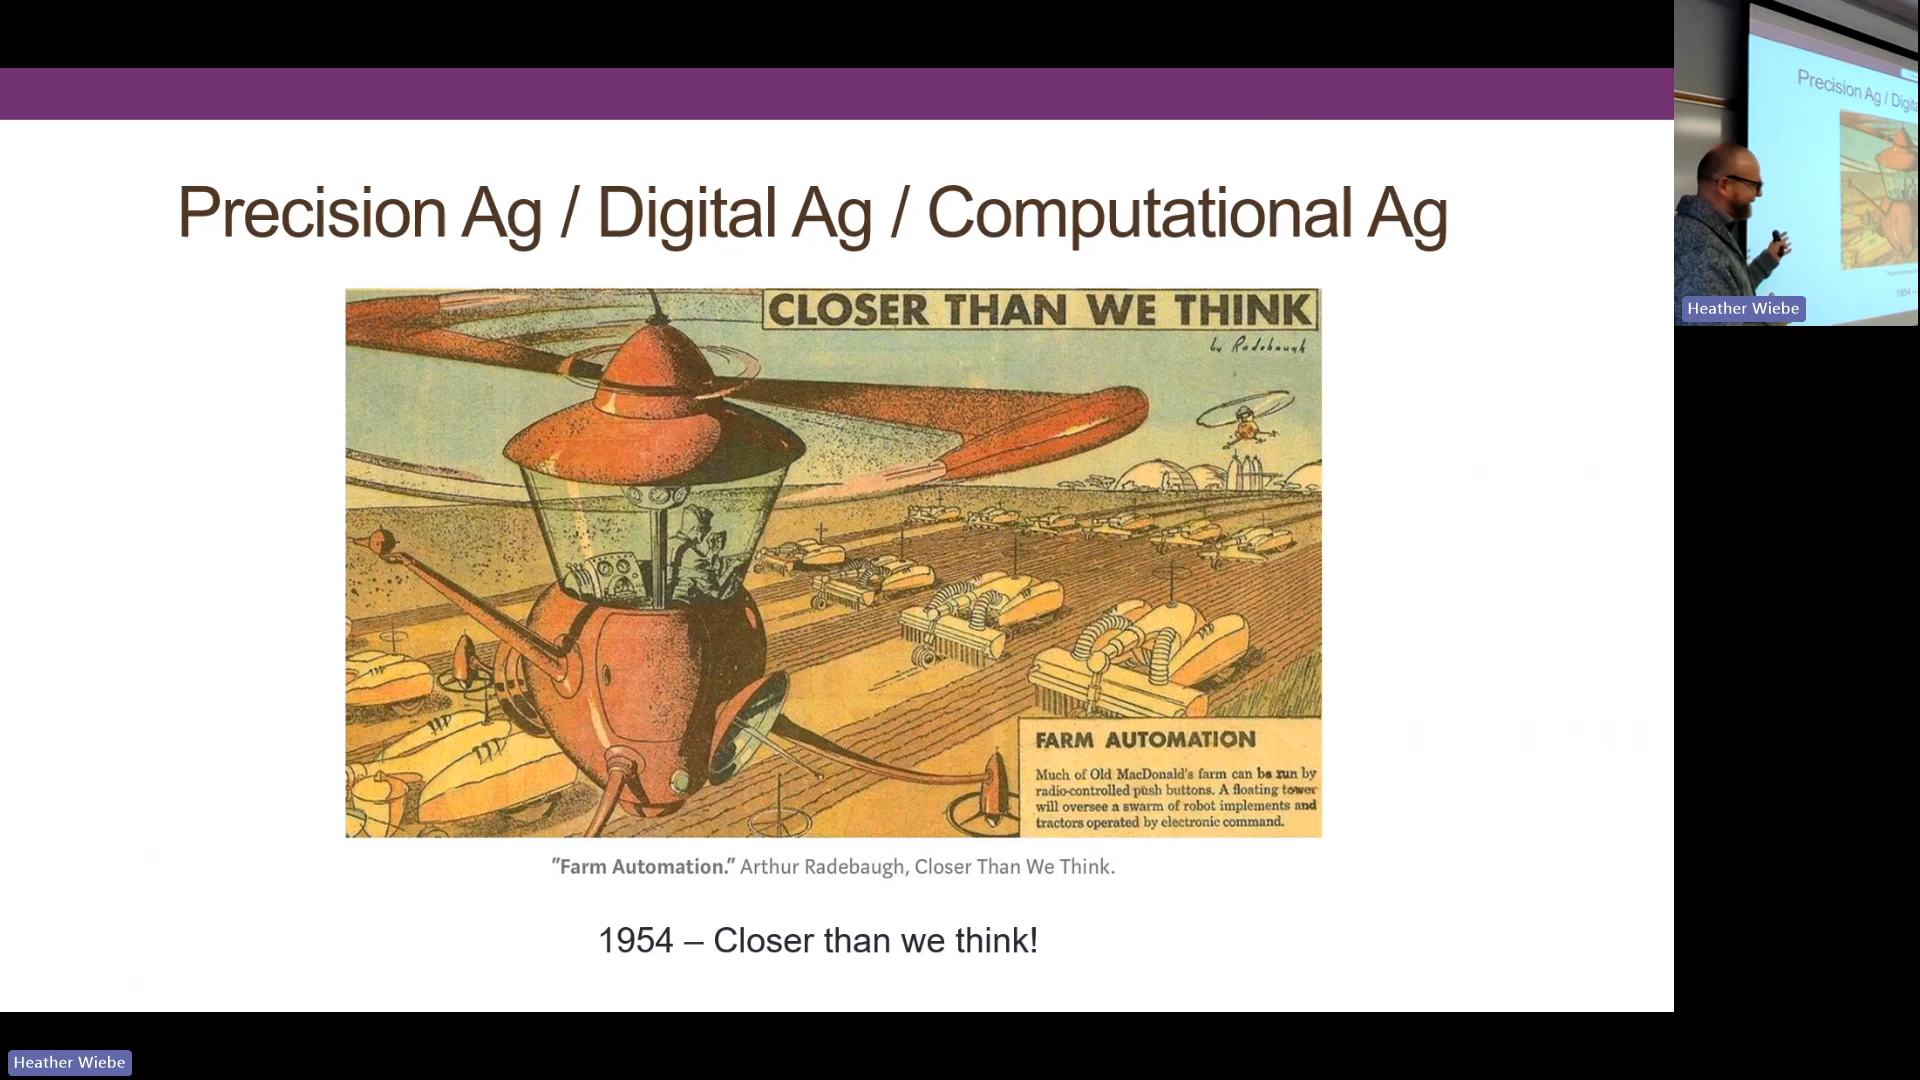 Precision Ag / Digital Ag / Computational Ag
CLOSER THAN WE THINK
by Radebaugh
FARM AUTOMATION
Much of Old MacDonald's farm can be run by
radio-controlled push buttons. A floating tower
will oversee a swarm of robot implements and
tractors operated by electronic command.
"Farm Automation." Arthur Radebaugh, Closer Than We Think.
1954 – Closer than we think!
Heather Wiebe
Precision Ag / Digita
1954 –
Heather Wiebe